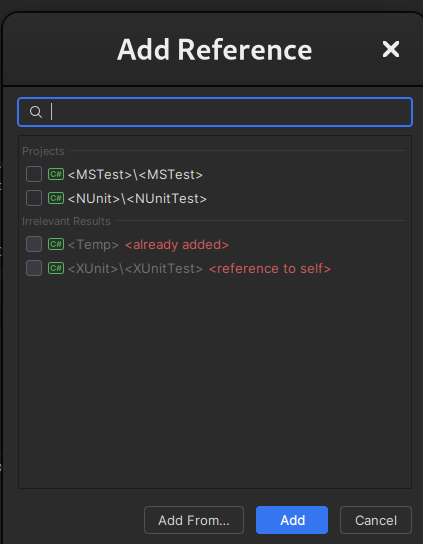 Add Reference
Projects
C# <MSTest>\<MSTest>
C# <NUnit>\<NUnitTest>
Irrelevant Results
C# <Temp> <already added>
C# <XUnit>\<XUnitTest> <reference to self>
Add From...
Add
Cancel